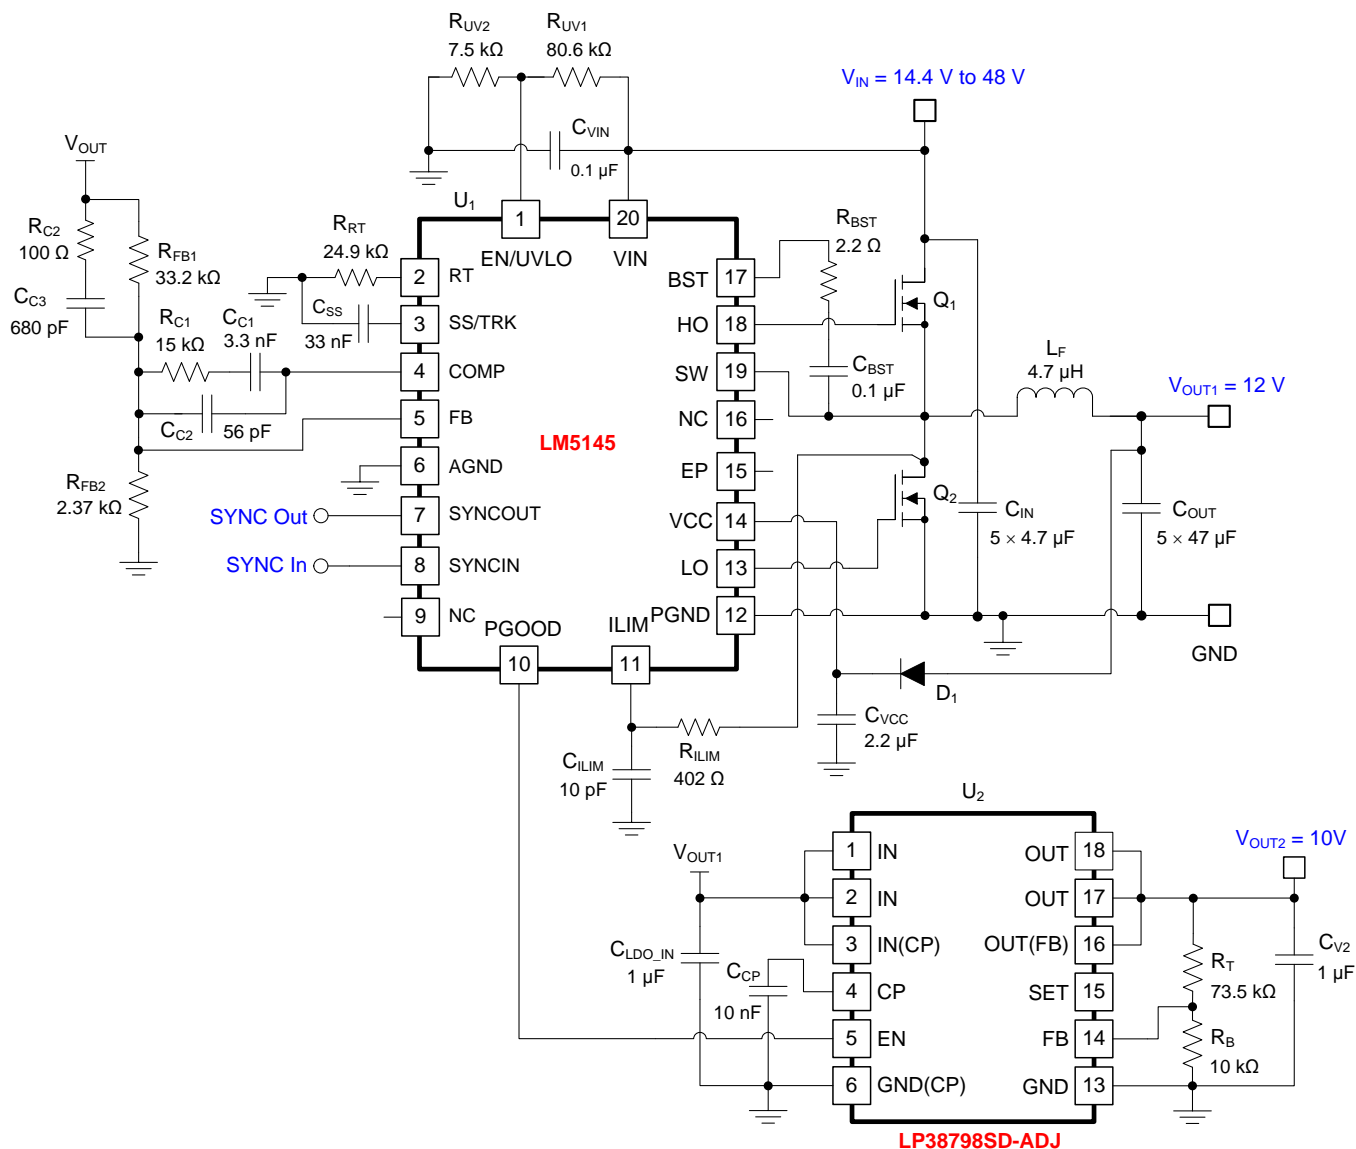 RUV2
7.5 kΩ
RUV1
80.6 kΩ
VIN = 14.4 V to 48 V
CVIN
0.1 µF
VOUT
U1
1
EN/UVLO
20
VIN
RC2
100 Ω
RFB1
33.2 kΩ
CC3
680 pF
RRT
24.9 kΩ
CSS
33 nF
RC1
15 kΩ
CC1
3.3 nF
CC2
56 pF
RFB2
2.37 kΩ
SYNC Out
SYNC In
2
RT
3
SS/TRK
4
COMP
5
FB
6
AGND
7
SYNCOUT
8
SYNCIN
9
NC
LM5145
PGOOD
10
ILIM
11
BST
17
HO
18
SW
19
NC
16
EP
15
VCC
14
LO
13
PGND
12
RBST
2.2 Ω
CBST
0.1 µF
Q1
Q2
LF
4.7 µH
VOUT1 = 12 V
CIN
5 × 4.7 µF
COUT
5 × 47 µF
GND
D1
CVCC
2.2 µF
RILIM
402 Ω
CILIM
10 pF
U2
VOUT1
CLDO_IN
1 µF
CCP
10 nF
1
IN
2
IN
3
IN(CP)
4
CP
5
EN
6
GND(CP)
OUT
18
OUT
17
OUT(FB)
16
SET
15
FB
14
GND
13
VOUT2 = 10V
RT
73.5 kΩ
RB
10 kΩ
CV2
1 µF
LP38798SD-ADJ